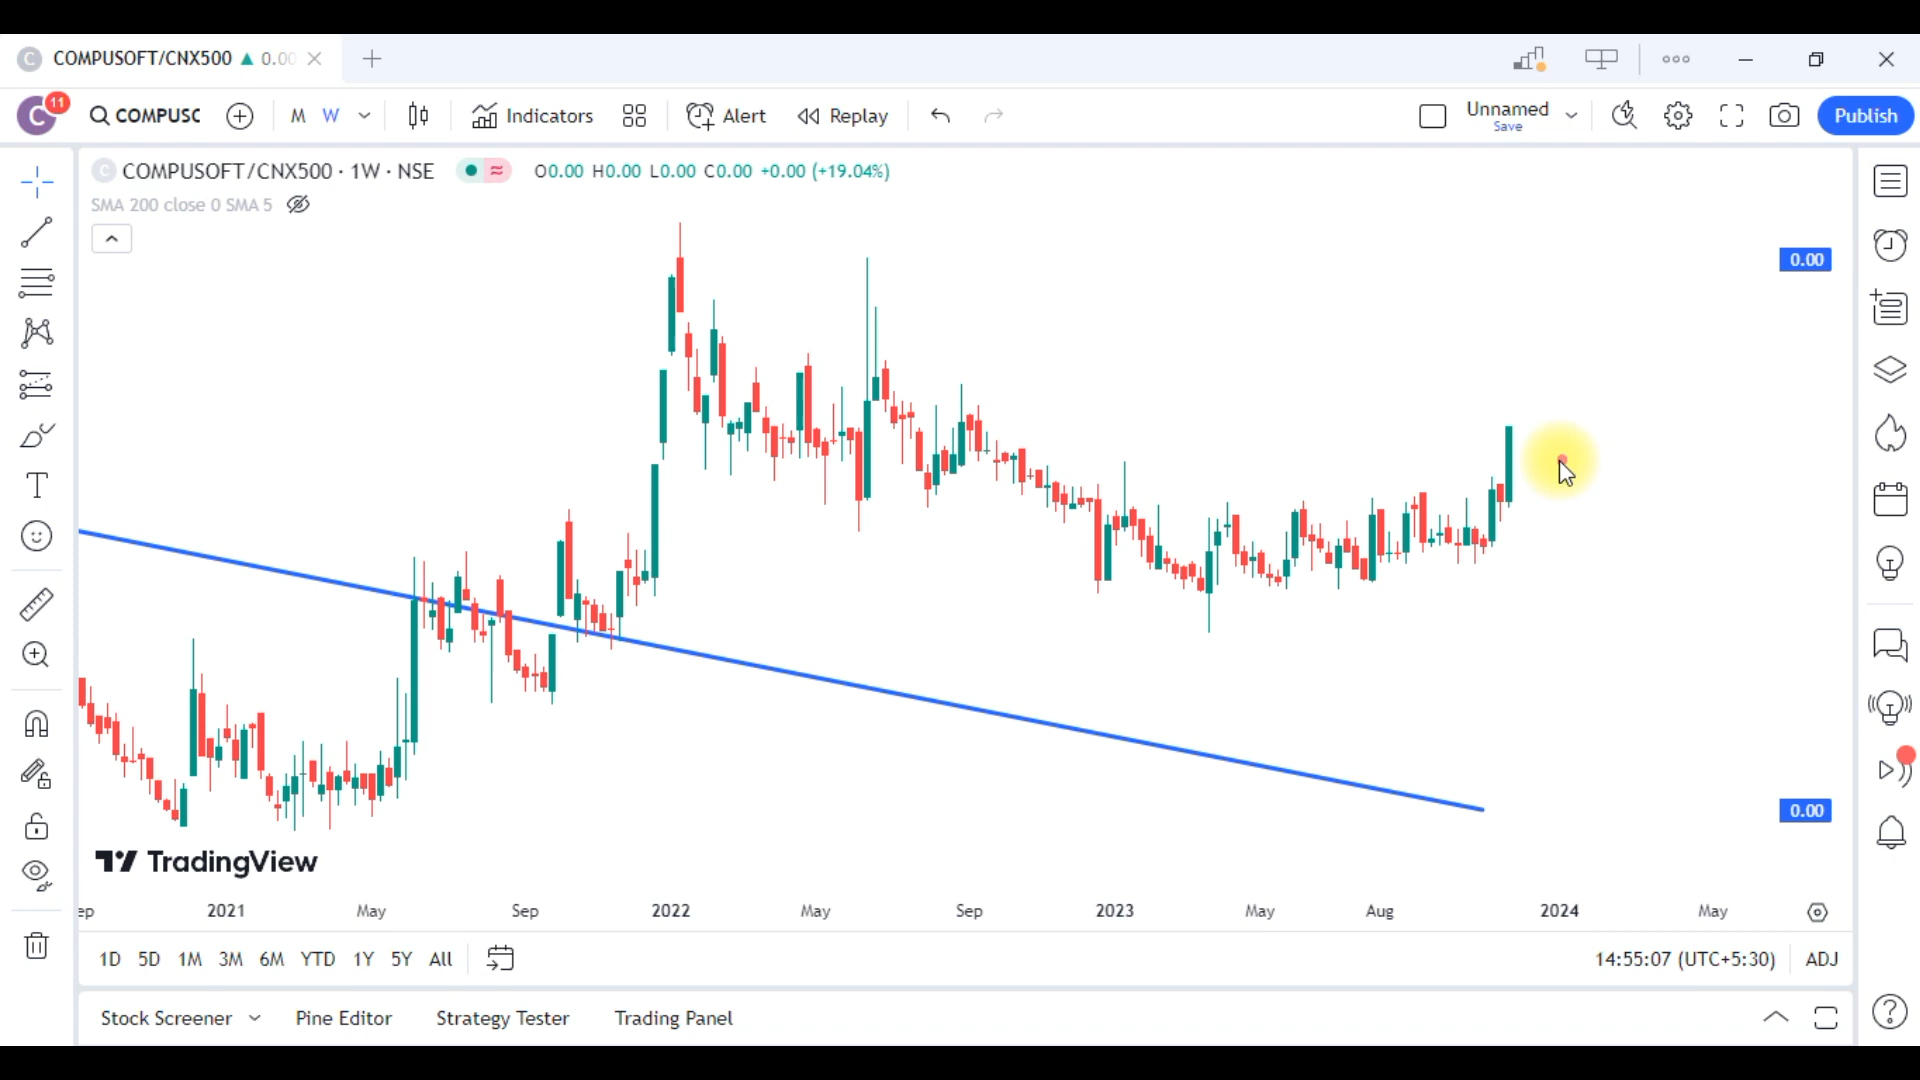 C COMPUSOFT/CNX500 ▲ 0.00
C 11 COMPUSC M W Indicators Alert Replay Unnamed Save Publish
C COMPUSOFT/CNX500 · 1W · NSE O0.00 H0.00 L0.00 C0.00 +0.00 (+19.04%)
SMA 200 close 0 SMA 5
0.00
0.00
TradingView
ep 2021 May Sep 2022 May Sep 2023 May Aug 2024 May
1D 5D 1M 3M 6M YTD 1Y 5Y All 14:55:07 (UTC+5:30) ADJ
Stock Screener Pine Editor Strategy Tester Trading Panel